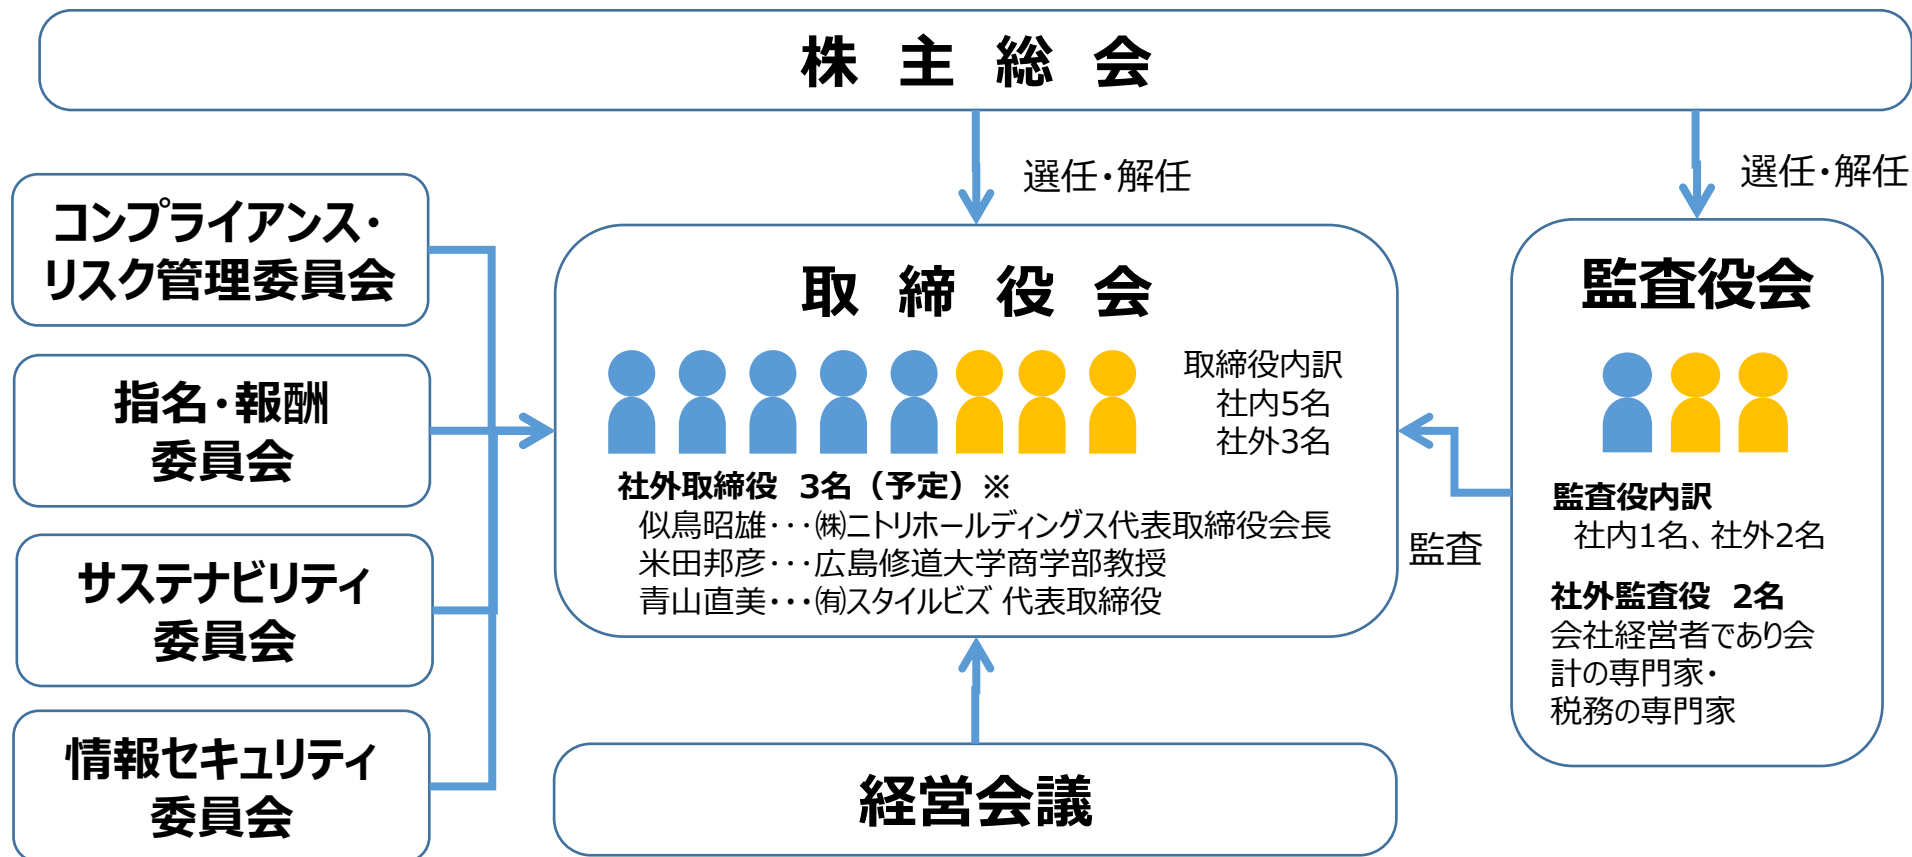 株 主 総 会
選任・解任
選任・解任
コンプライアンス・
リスク管理委員会
指名・報酬
委員会
サステナビリティ
委員会
情報セキュリティ
委員会
取 締 役 会
取締役内訳
社内5名
社外3名
社外取締役 3名（予定）※
似鳥昭雄・・・㈱ニトリホールディングス代表取締役会長
米田邦彦・・・広島修道大学商学部教授
青山直美・・・㈲スタイルビズ 代表取締役
監査
監査役会
監査役内訳
社内1名、社外2名
社外監査役 2名
会社経営者であり会
計の専門家・
税務の専門家
経営会議